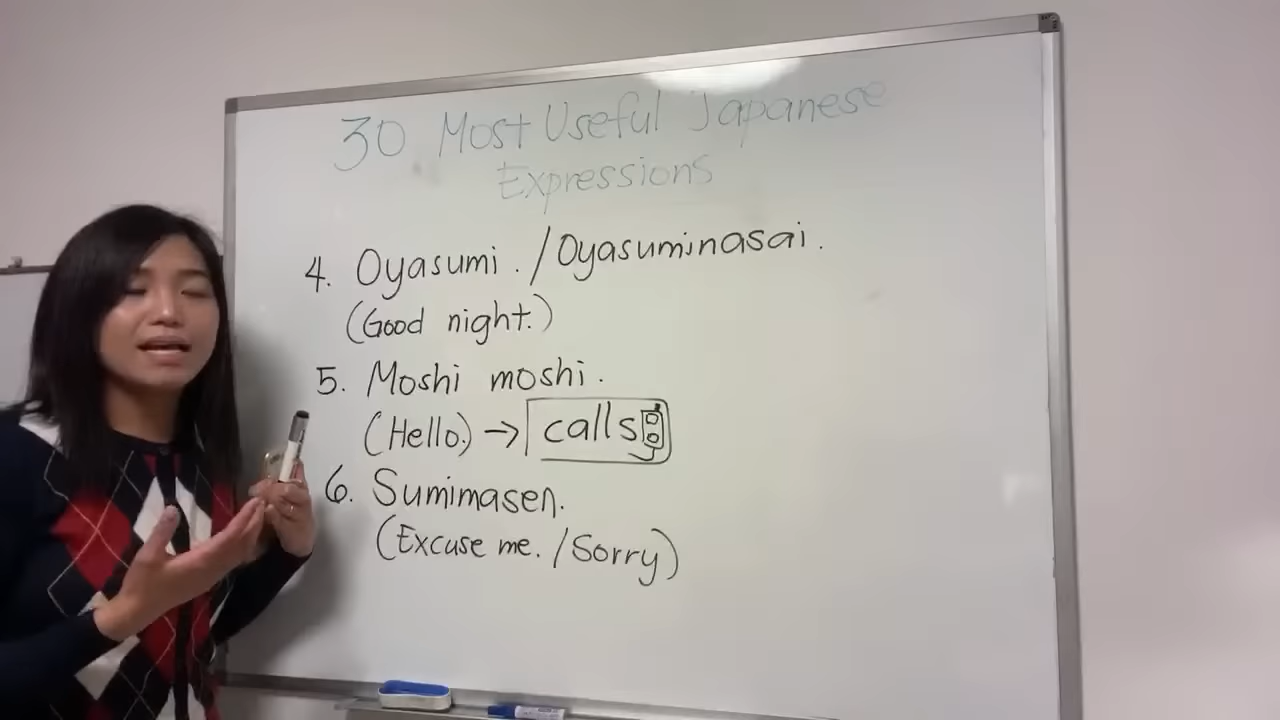 30 Most Useful Japanese
Expressions
4. Oyasumi. / Oyasuminasai.
(Good night.)
5. Moshi moshi.
(Hello.) → calls
6. Sumimasen.
(Excuse me. / Sorry)